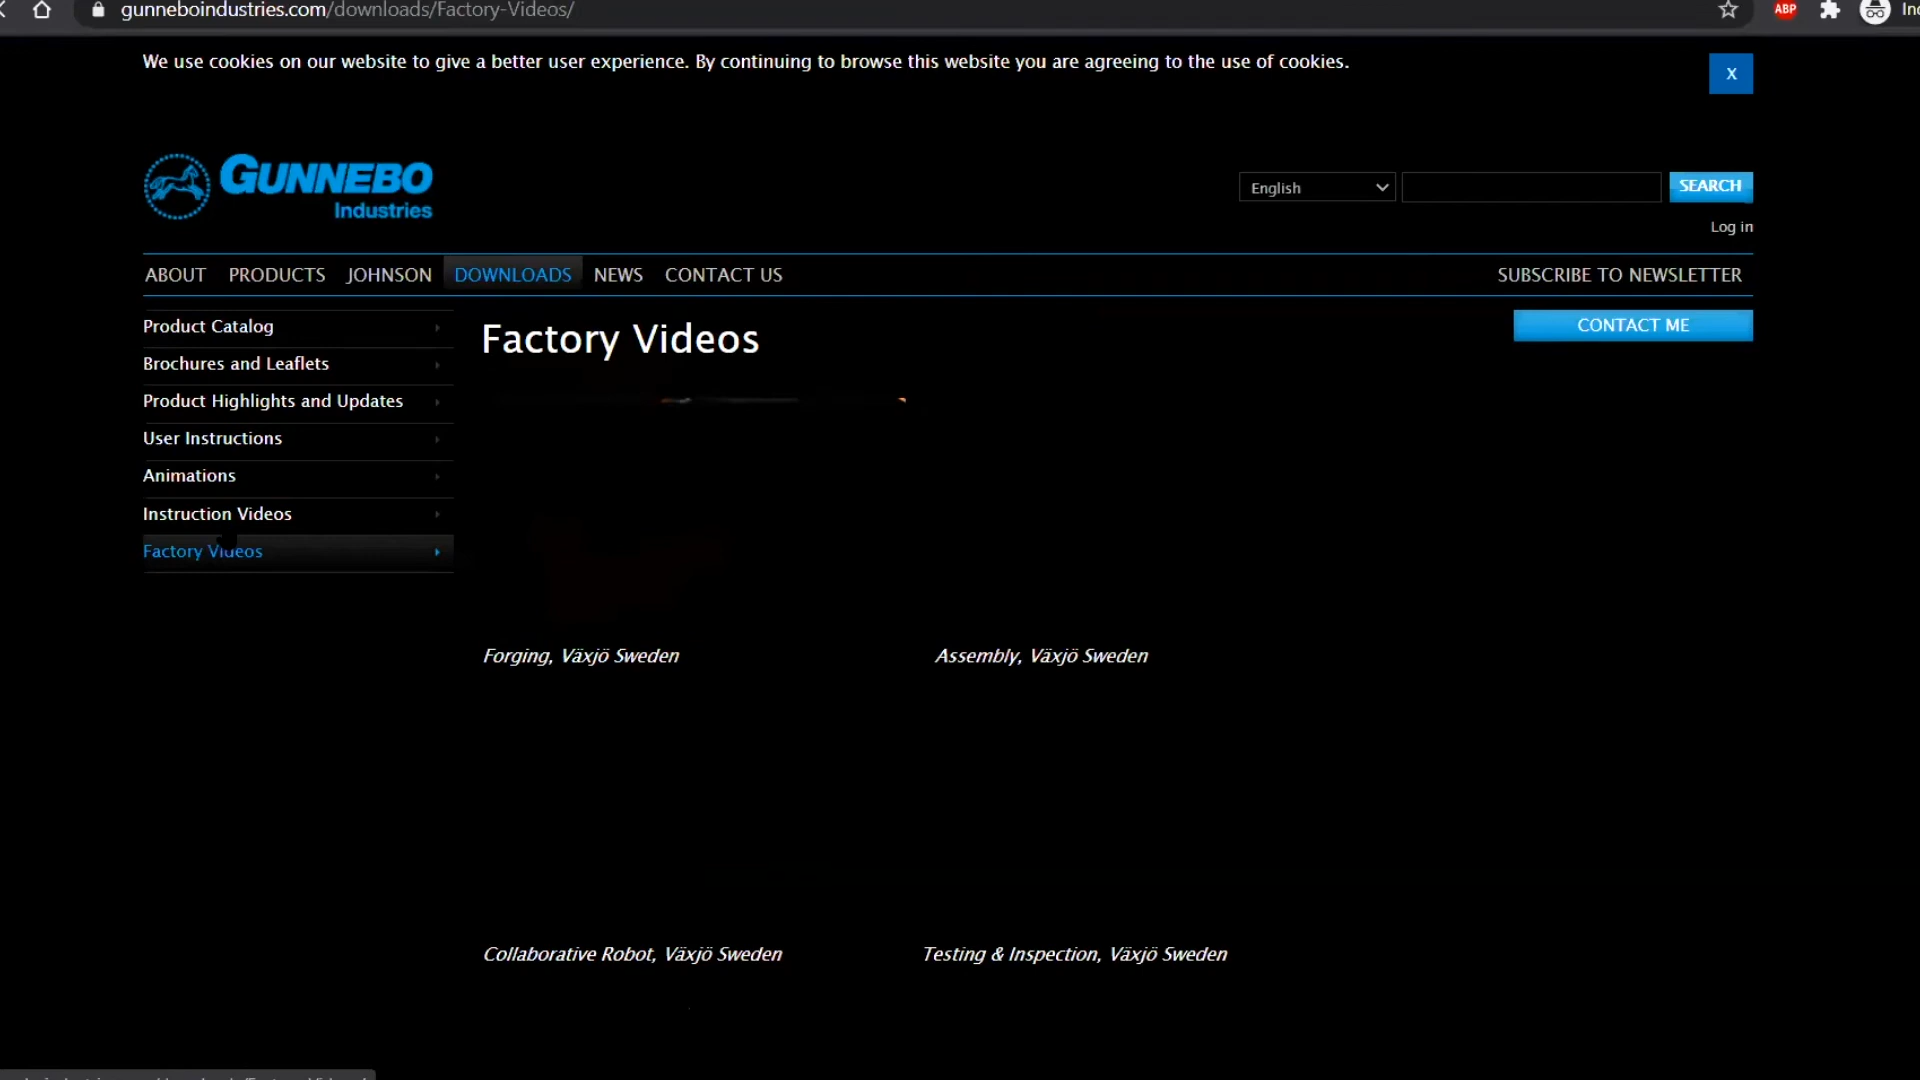 gunneboindustries.com/downloads/Factory-Videos/
ABP
We use cookies on our website to give a better user experience. By continuing to browse this website you are agreeing to the use of cookies.
X
GUNNEBO
Industries
English
SEARCH
Log in
ABOUT PRODUCTS JOHNSON DOWNLOADS NEWS CONTACT US SUBSCRIBE TO NEWSLETTER
Product Catalog
Brochures and Leaflets
Product Highlights and Updates
User Instructions
Animations
Instruction Videos
Factory Videos
Factory Videos
CONTACT ME
Forging, Växjö Sweden
Assembly, Växjö Sweden
Collaborative Robot, Växjö Sweden
Testing & Inspection, Växjö Sweden